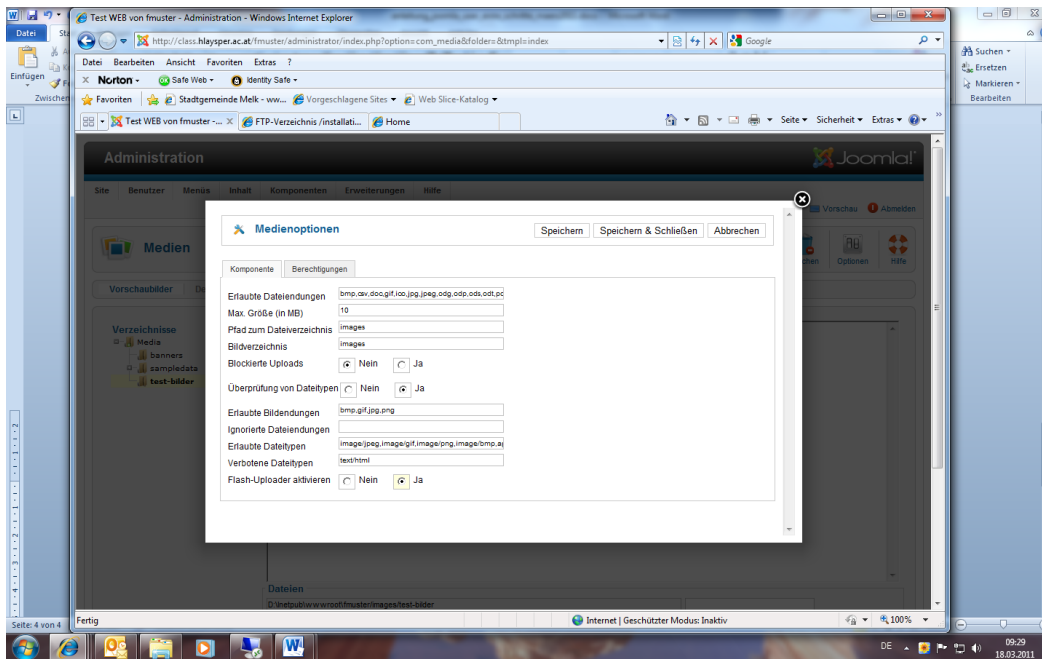 Test WEB von fmuster - Administration - Windows Internet Explorer
Datei
Einfügen
Zwischen
Suchen
Ersetzen
Markieren
Bearbeiten
http://class.hlaysper.ac.at/fmuster/administrator/index.php?option=com_media&folder=&tmpl=index
Google
Datei Bearbeiten Ansicht Favoriten Extras ?
Norton Safe Web Identity Safe
Favoriten Stadtgemeinde Melk - ww... Vorgeschlagene Sites Web Slice-Katalog
Test WEB von fmuster -... FTP-Verzeichnis /installati... Home Seite Sicherheit Extras
Administration Joomla!
Site Benutzer Menüs Inhalt Komponenten Erweiterungen Hilfe
Vorschau Abmelden
Medien
Optionen Hilfe
Vorschaubilder
Verzeichnisse
Media
banners
sampledata
test-bilder
Medienoptionen Speichern Speichern & Schließen Abbrechen
Komponente Berechtigungen
Erlaubte Dateiendungen bmp,csv,doc,gif,ico,jpg,jpeg,odg,odp,ods,odt,pd
Max. Größe (in MB) 10
Pfad zum Dateiverzeichnis images
Bildverzeichnis images
Blockierte Uploads Nein Ja
Überprüfung von Dateitypen Nein Ja
Erlaubte Bildendungen bmp,gif,jpg,png
Ignorierte Dateiendungen
Erlaubte Dateitypen image/jpeg,image/gif,image/png,image/bmp,ap
Verbotene Dateitypen text/html
Flash-Uploader aktivieren Nein Ja
Dateien
D:\Inetpub\wwwroot\fmuster/images/test-bilder
Seite: 4 von 4
Fertig Internet | Geschützter Modus: Inaktiv 100%
DE 09:29
18.03.2011